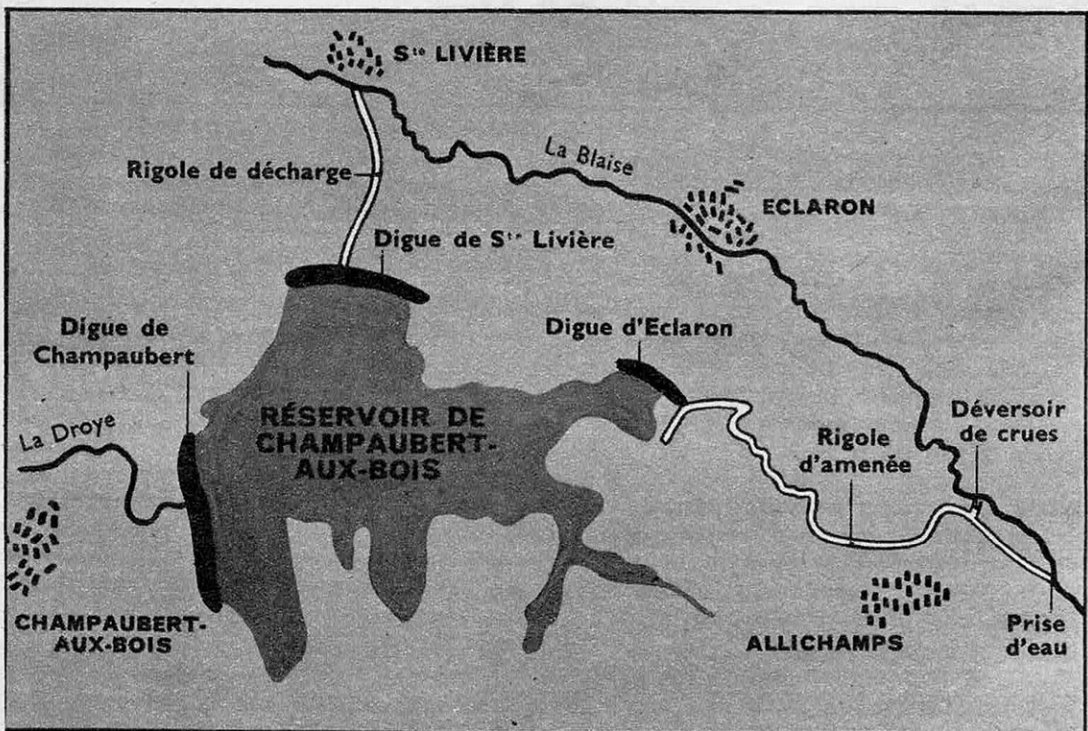 Sᵗᵉ LIVIÈRE
La Blaise
Rigole de décharge
ECLARON
Digue de Sᵗᵉ Livière
Digue de
Champaubert
Digue d'Eclaron
La Droye
RÉSERVOIR DE
CHAMPAUBERT-
AUX-BOIS
Déversoir
de crues
Rigole
d'amenée
CHAMPAUBERT-
AUX-BOIS
ALLICHAMPS
Prise
d'eau